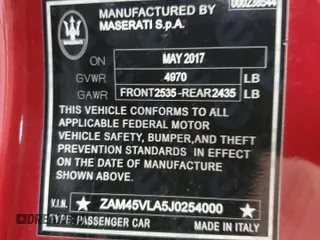 000238544
MANUFACTURED BY
MASERATI S.p.A.
MASERATI
ON MAY 2017
GVWR 4970 LB
GAWR FRONT2535-REAR2435 LB
THIS VEHICLE CONFORMS TO ALL
APPLICABLE FEDERAL MOTOR
VEHICLE SAFETY, BUMPER,AND THEFT
PREVENTION STANDARDS IN EFFECT
ON THE DATE OF MANUFACTURE
SHOWN ABOVE.
V.I.N. ZAM45VLA5J0254000
TYPE: PASSENGER CAR MADE IN ITALY